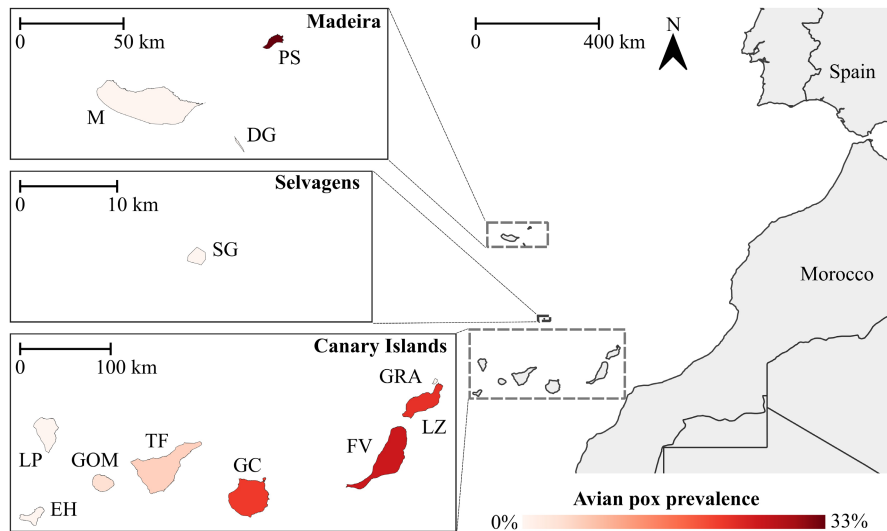 0 50 km
Madeira
PS
M
DG
0 10 km
Selvagens
SG
0 100 km
Canary Islands
GRA
LZ
FV
TF
GC
LP
GOM
EH
0 400 km
N
Spain
Morocco
Avian pox prevalence
0% 33%